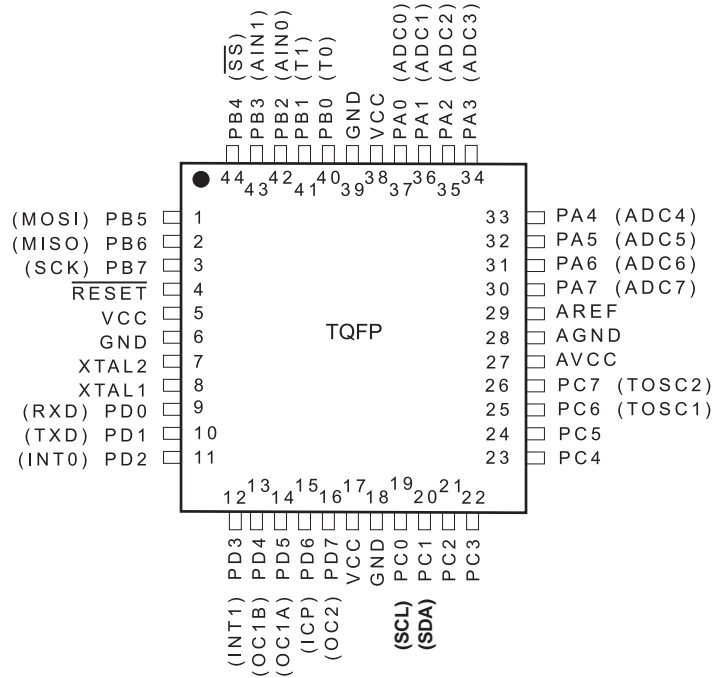 (SS)
(AIN1)
(AIN0)
(T1)
(T0)
(ADC0)
(ADC1)
(ADC2)
(ADC3)
PB4
PB3
PB2
PB1
PB0
GND
VCC
PA0
PA1
PA2
PA3
44
43
42
41
40
39
38
37
36
35
34
(MOSI) PB5 1
(MISO) PB6 2
(SCK) PB7 3
RESET 4
VCC 5
GND 6
XTAL2 7
XTAL1 8
(RXD) PD0 9
(TXD) PD1 10
(INT0) PD2 11
TQFP
33 PA4 (ADC4)
32 PA5 (ADC5)
31 PA6 (ADC6)
30 PA7 (ADC7)
29 AREF
28 AGND
27 AVCC
26 PC7 (TOSC2)
25 PC6 (TOSC1)
24 PC5
23 PC4
12
13
14
15
16
17
18
19
20
21
22
(INT1) PD3
(OC1B) PD4
(OC1A) PD5
(ICP) PD6
(OC2) PD7
VCC
GND
(SCL) PC0
(SDA) PC1
PC2
PC3